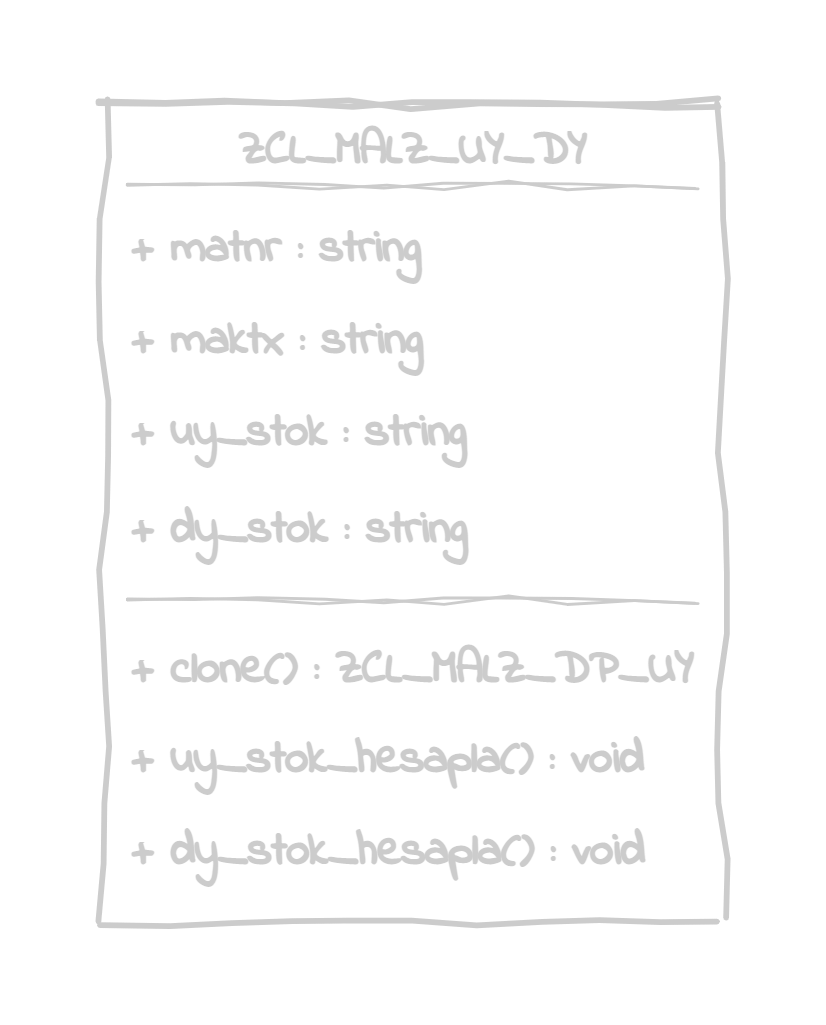 ZCL_MALZ_UY_DY
+ matnr : string
+ maktx : string
+ uy_stok : string
+ dy_stok : string
+ clone() : ZCL_MALZ_DP_UY
+ uy_stok_hesapla() : void
+ dy_stok_hesapla() : void